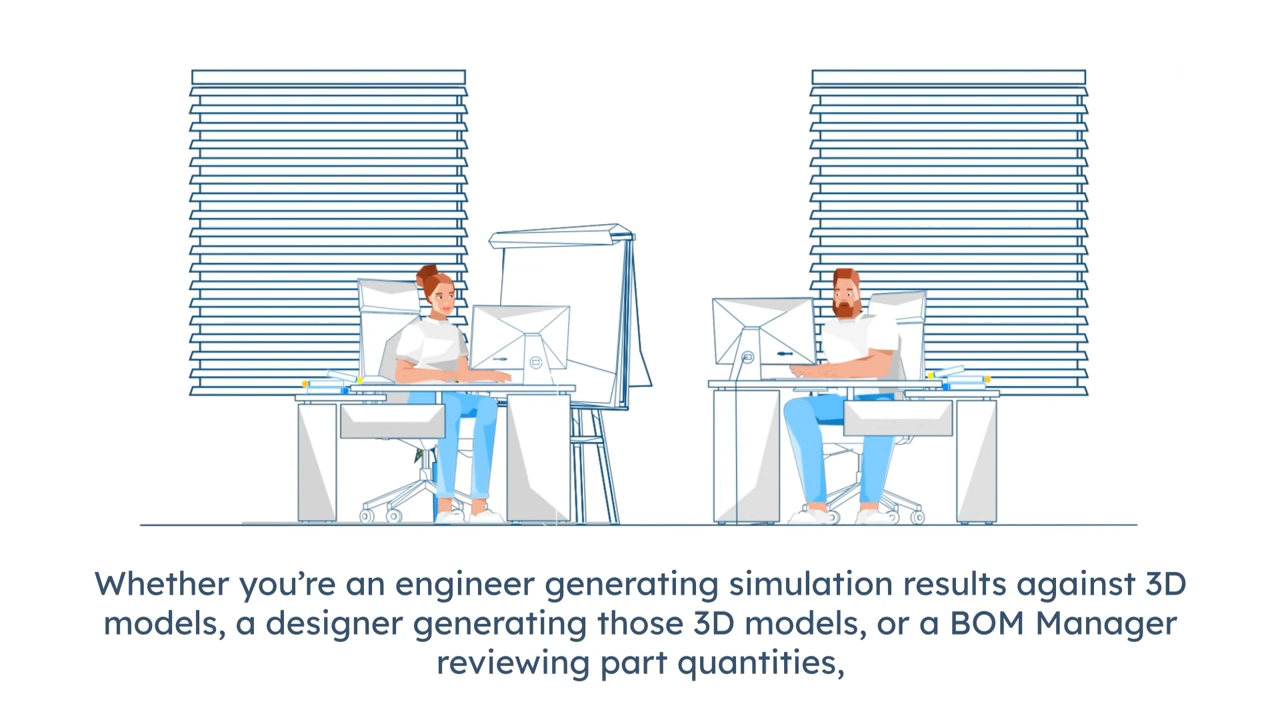 Whether you’re an engineer generating simulation results against 3D
models, a designer generating those 3D models, or a BOM Manager
reviewing part quantities,